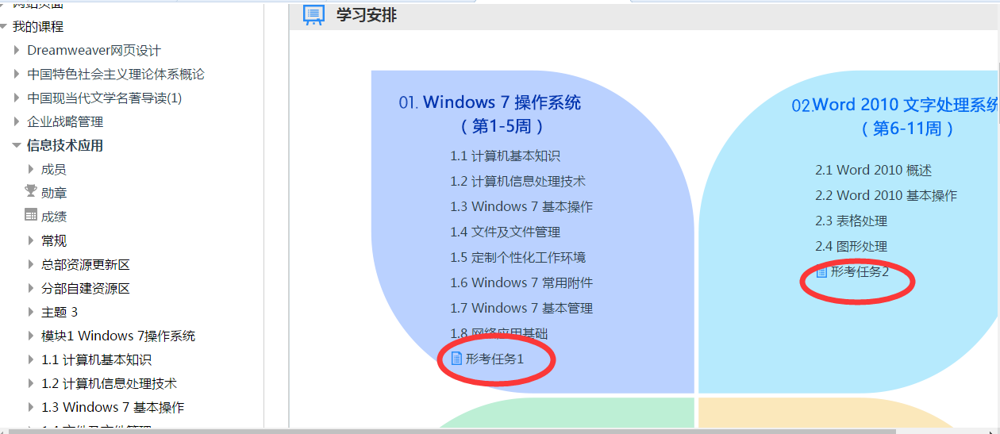 网站页面
我的课程
Dreamweaver网页设计
中国特色社会主义理论体系概论
中国现当代文学名著导读(1)
企业战略管理
信息技术应用
成员
勋章
成绩
常规
总部资源更新区
分部自建资源区
主题 3
模块1 Windows 7操作系统
1.1 计算机基本知识
1.2 计算机信息处理技术
1.3 Windows 7 基本操作
1.4 文件及文件管理
学习安排
01. Windows 7 操作系统
（第1-5周）
1.1 计算机基本知识
1.2 计算机信息处理技术
1.3 Windows 7 基本操作
1.4 文件及文件管理
1.5 定制个性化工作环境
1.6 Windows 7 常用附件
1.7 Windows 7 基本管理
1.8 网络应用基础
形考任务1
02.Word 2010 文字处理系统
（第6-11周）
2.1 Word 2010 概述
2.2 Word 2010 基本操作
2.3 表格处理
2.4 图形处理
形考任务2